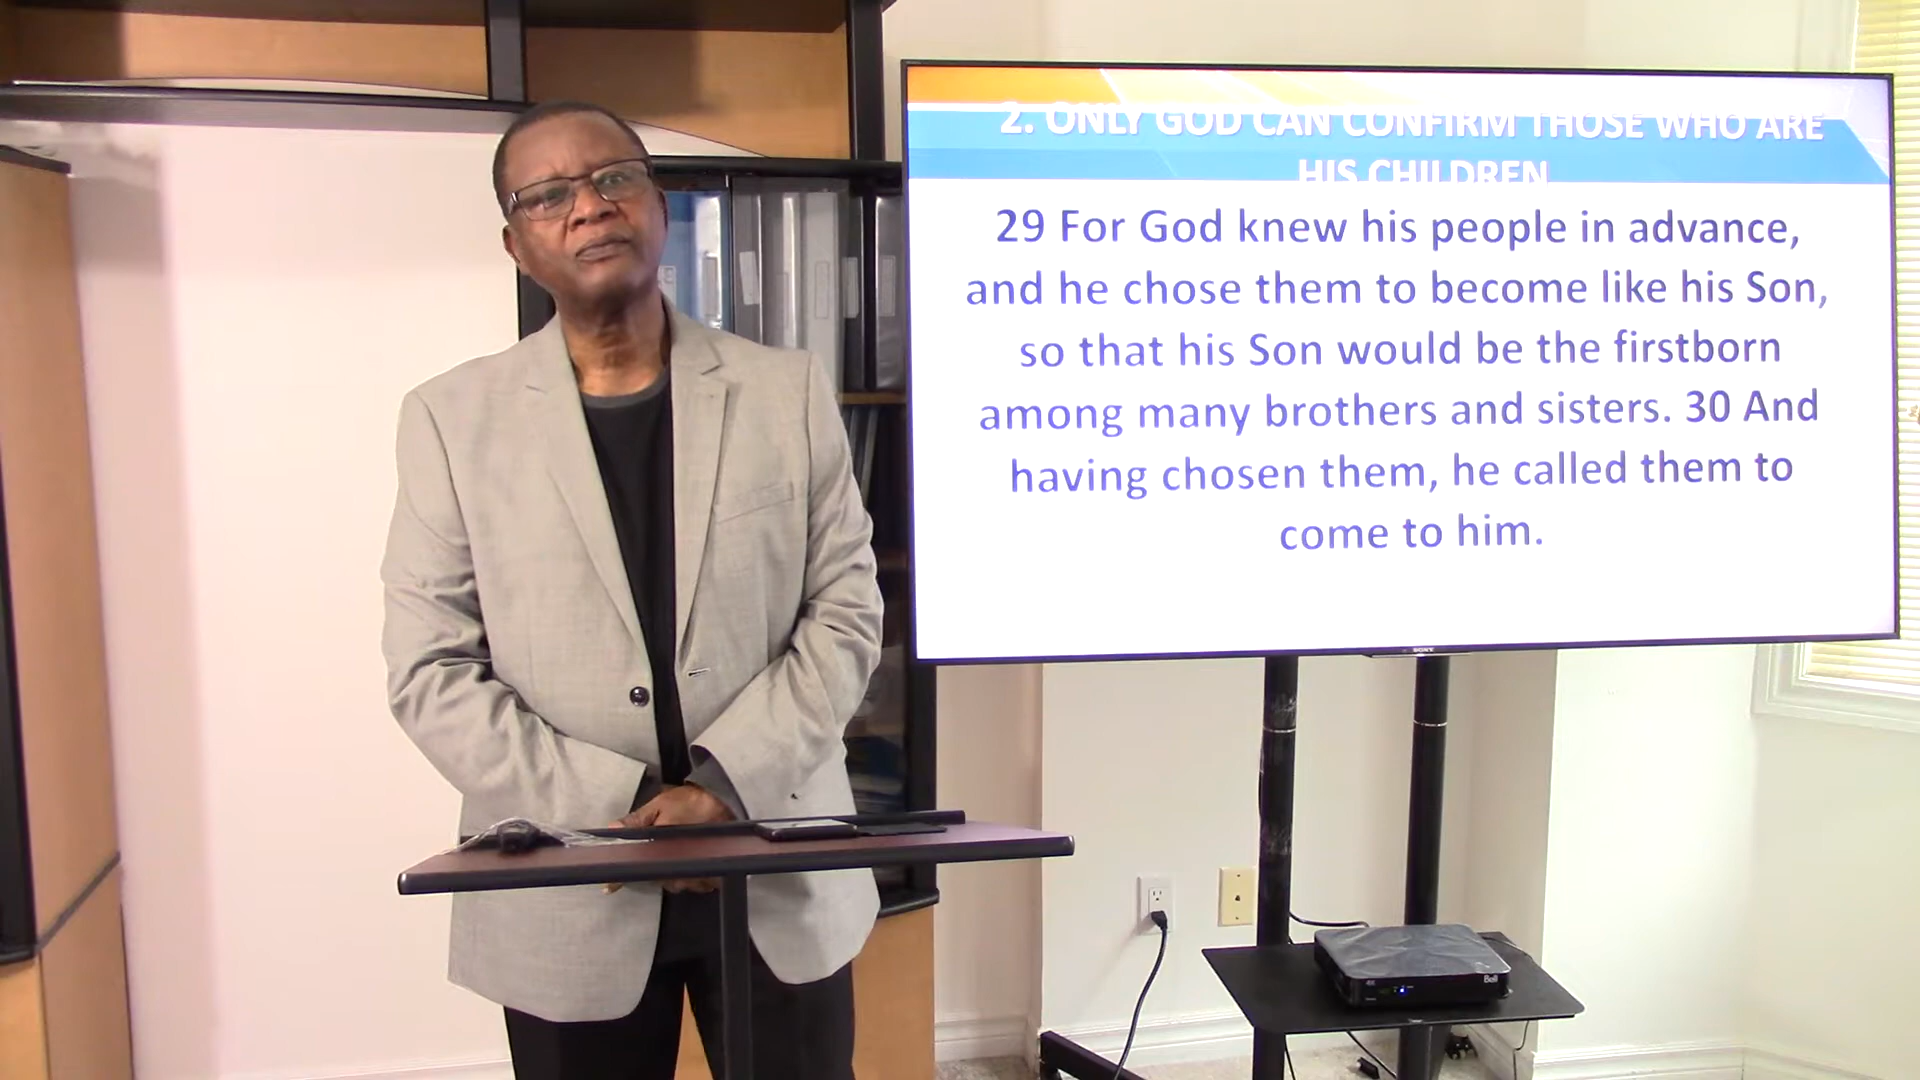 2. ONLY GOD CAN CONFIRM THOSE WHO ARE
HIS CHILDREN
29 For God knew his people in advance,
and he chose them to become like his Son,
so that his Son would be the firstborn
among many brothers and sisters. 30 And
having chosen them, he called them to
come to him.
SONY
Bell